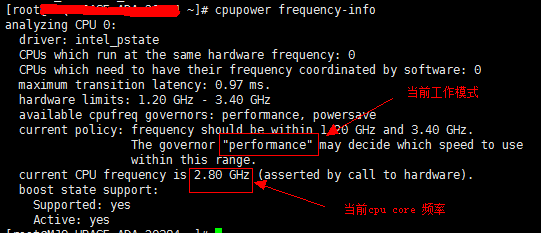 [root@ ~]# cpupower frequency-info
analyzing CPU 0:
driver: intel_pstate
CPUs which run at the same hardware frequency: 0
CPUs which need to have their frequency coordinated by software: 0
maximum transition latency: 0.97 ms.
hardware limits: 1.20 GHz - 3.40 GHz
当前工作模式
available cpufreq governors: performance, powersave
current policy: frequency should be within 1.20 GHz and 3.40 GHz.
The governor "performance" may decide which speed to use
within this range.
current CPU frequency is 2.80 GHz (asserted by call to hardware).
boost state support:
Supported: yes
当前cpu core 频率
Active: yes